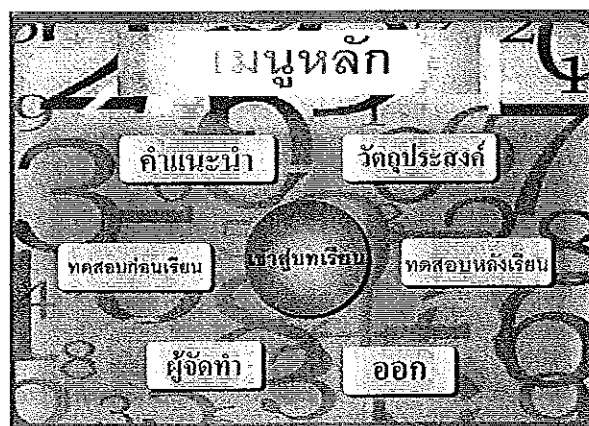 เมนูหลัก
คำแนะนำ
วัตถุประสงค์
ทดสอบก่อนเรียน
เข้าสู่บทเรียน
ทดสอบหลังเรียน
ผู้จัดทำ
ออก